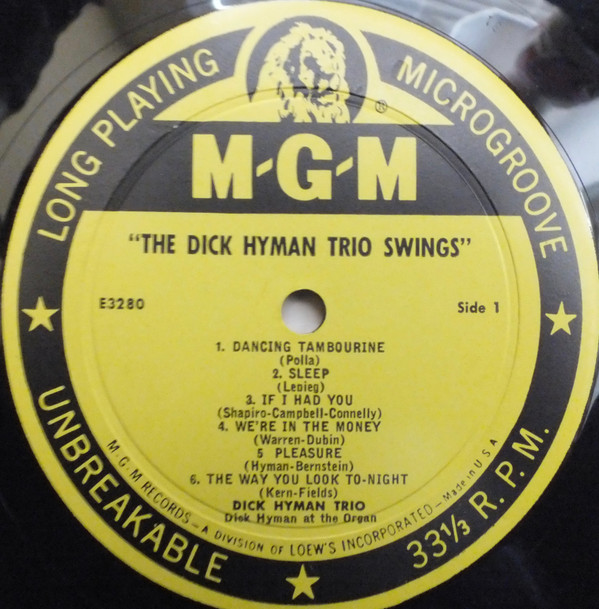 LONG PLAYING
MICROGROOVE
®
M-G-M
"THE DICK HYMAN TRIO SWINGS"
E3280
Side 1
1. DANCING TAMBOURINE
(Polla)
2. SLEEP
(Lebieg)
3. IF I HAD YOU
(Shapiro-Campbell-Connelly)
4. WE'RE IN THE MONEY
(Warren-Dubin)
5 PLEASURE
(Hyman-Bernstein)
6. THE WAY YOU LOOK TO-NIGHT
(Kern-Fields)
DICK HYMAN TRIO
Dick Hyman at the Organ
M-G-M RECORDS — A DIVISION OF LOEW'S INCORPORATED — Made in U.S.A
UNBREAKABLE
33⅓ R.P.M.